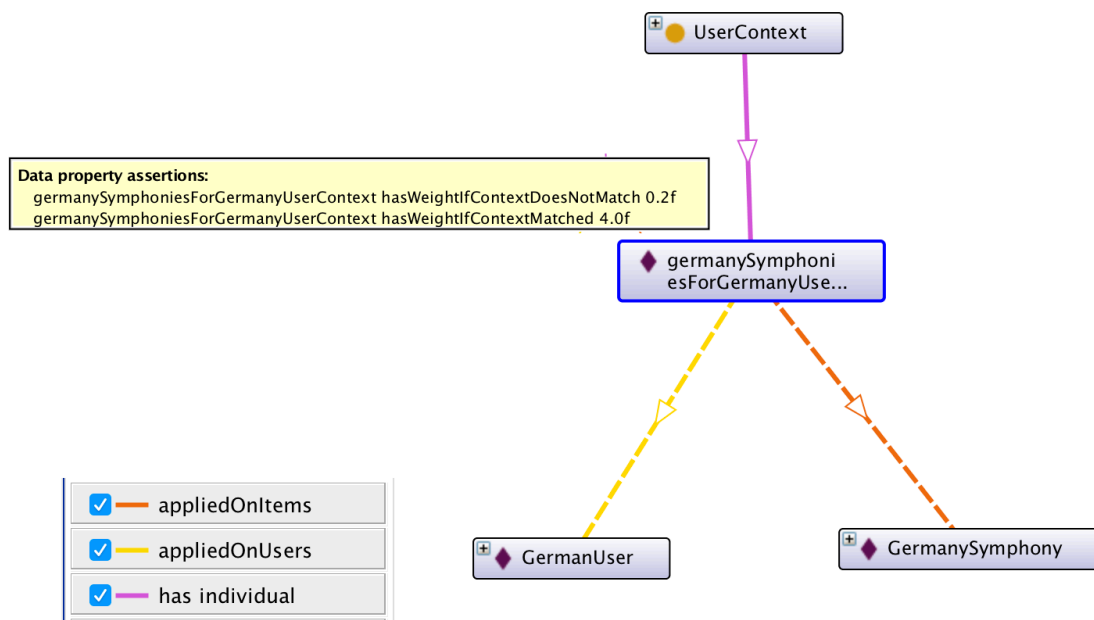 UserContext
Data property assertions:
germanySymphoniesForGermanyUserContext hasWeightIfContextDoesNotMatch 0.2f
germanySymphoniesForGermanyUserContext hasWeightIfContextMatched 4.0f
germanySymphoni
esForGermanyUse...
appliedOnItems
appliedOnUsers
has individual
GermanUser
GermanySymphony